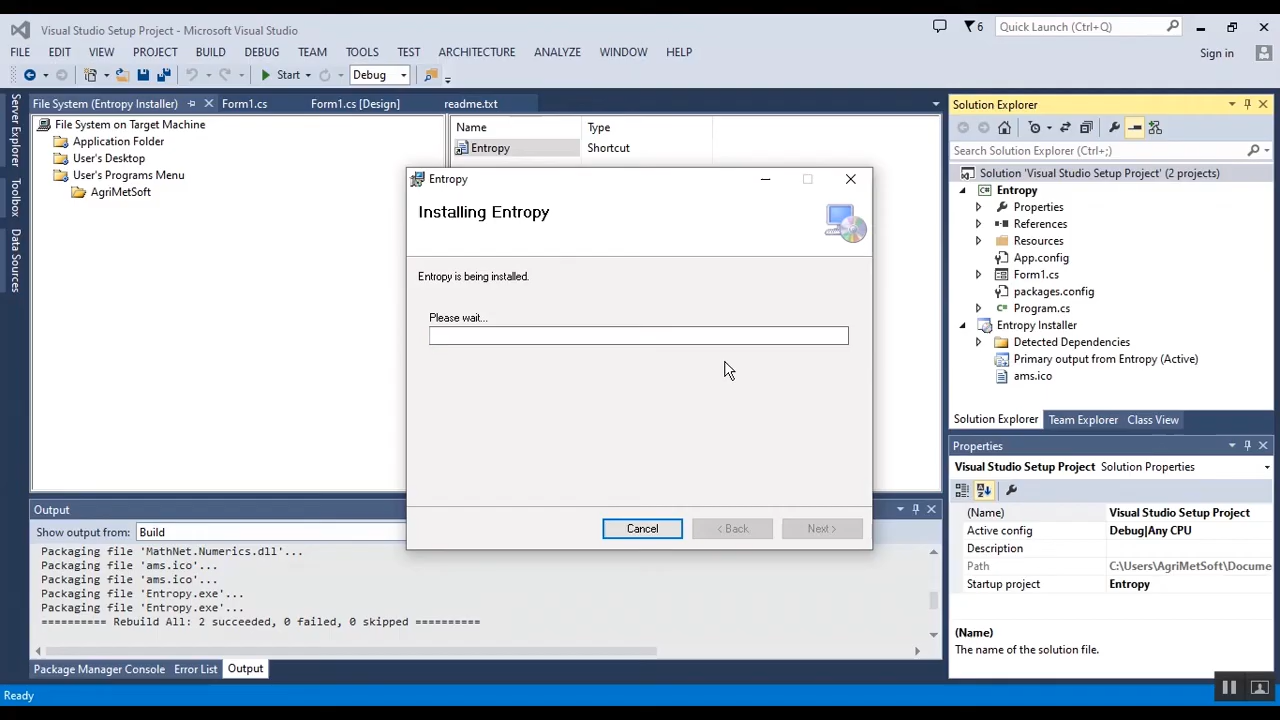 Visual Studio Setup Project - Microsoft Visual Studio
6
Quick Launch (Ctrl+Q)
FILE EDIT VIEW PROJECT BUILD DEBUG TEAM TOOLS TEST ARCHITECTURE ANALYZE WINDOW HELP
Sign in
Start Debug
Server Explorer
Toolbox
Data Sources
File System (Entropy Installer) Form1.cs Form1.cs [Design] readme.txt
File System on Target Machine
Application Folder
User's Desktop
User's Programs Menu
AgriMetSoft
Name Type
Entropy Shortcut
Entropy
Installing Entropy
Entropy is being installed.
Please wait...
Cancel < Back Next >
Output
Show output from: Build
Packaging file 'MathNet.Numerics.dll'...
Packaging file 'ams.ico'...
Packaging file 'ams.ico'...
Packaging file 'Entropy.exe'...
Packaging file 'Entropy.exe'...
========== Rebuild All: 2 succeeded, 0 failed, 0 skipped ==========
Package Manager Console Error List Output
Ready
Solution Explorer
Search Solution Explorer (Ctrl+;)
Solution 'Visual Studio Setup Project' (2 projects)
C# Entropy
Properties
References
Resources
App.config
Form1.cs
packages.config
C# Program.cs
Entropy Installer
Detected Dependencies
Primary output from Entropy (Active)
ams.ico
Solution Explorer Team Explorer Class View
Properties
Visual Studio Setup Project Solution Properties
(Name) Visual Studio Setup Project
Active config Debug|Any CPU
Description
Path C:\Users\AgriMetSoft\Docume
Startup project Entropy
(Name)
The name of the solution file.